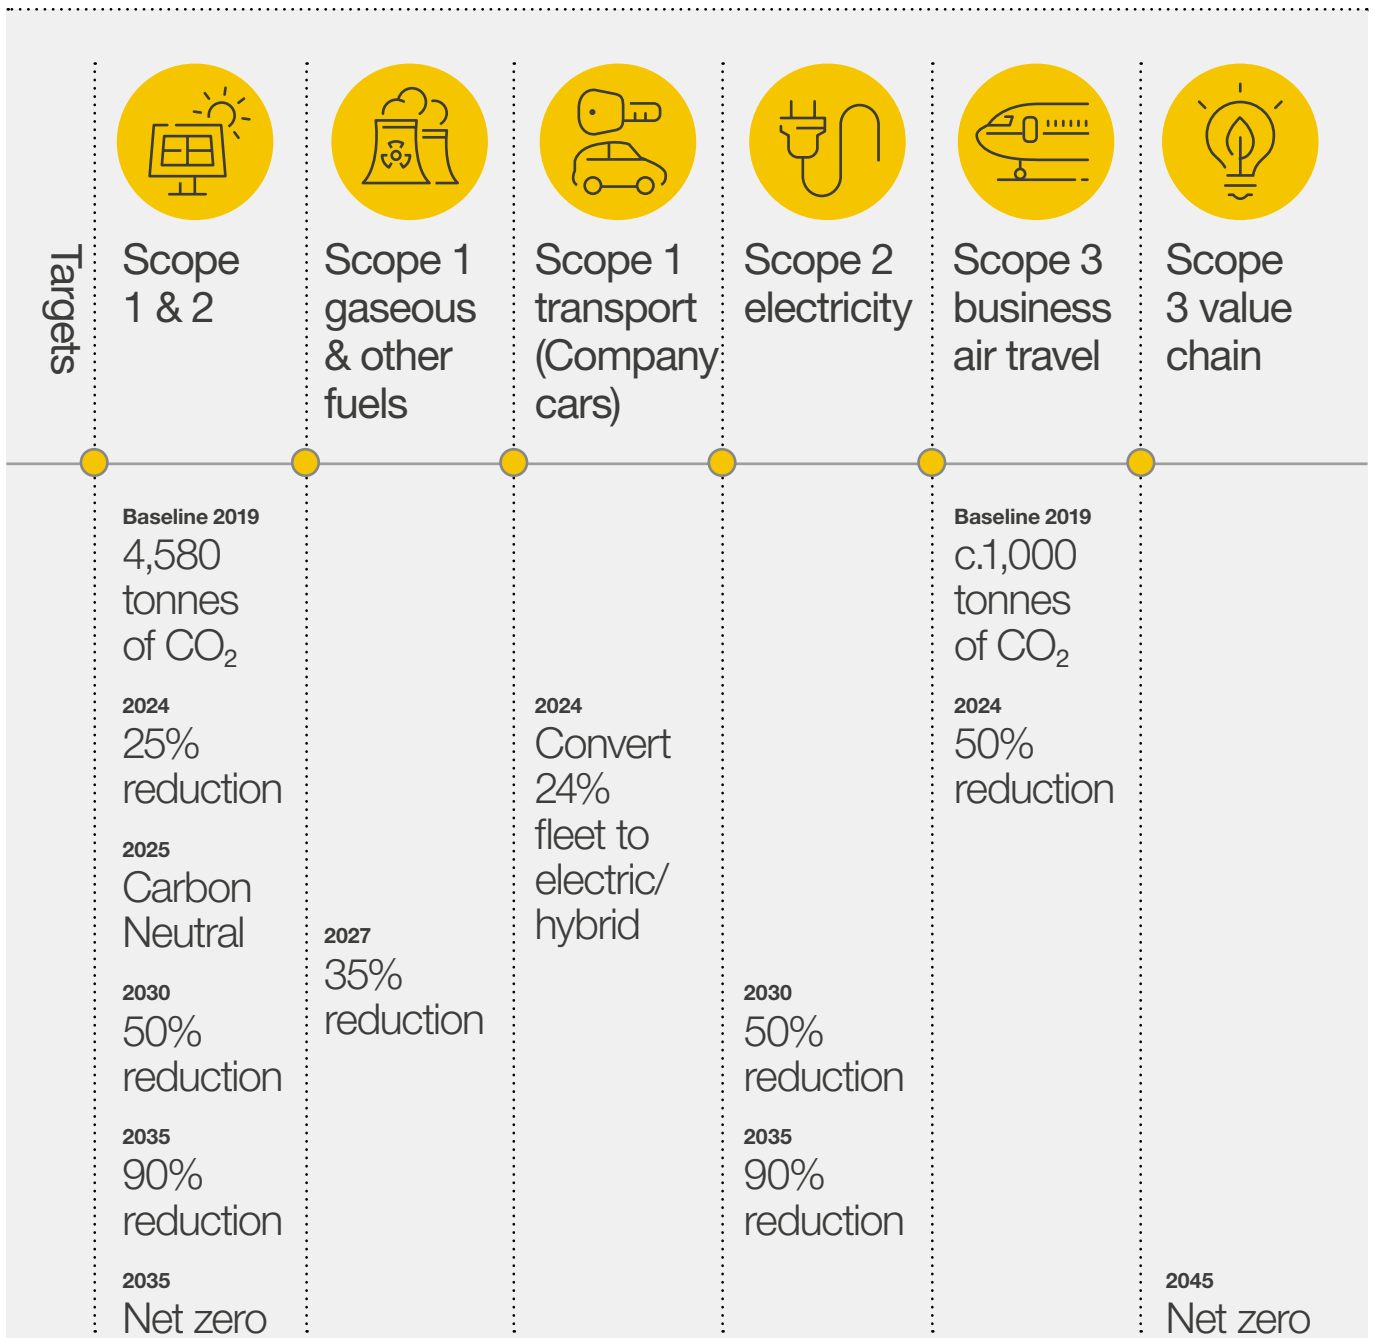 Targets
Scope
1 & 2
Scope 1
gaseous
& other
fuels
Scope 1
transport
(Company
cars)
Scope 2
electricity
Scope 3
business
air travel
Scope
3 value
chain
Baseline 2019
4,580
tonnes
of CO₂
2024
25%
reduction
2025
Carbon
Neutral
2030
50%
reduction
2035
90%
reduction
2035
Net zero
2027
35%
reduction
2024
Convert
24%
fleet to
electric/
hybrid
2030
50%
reduction
2035
90%
reduction
Baseline 2019
c.1,000
tonnes
of CO₂
2024
50%
reduction
2045
Net zero